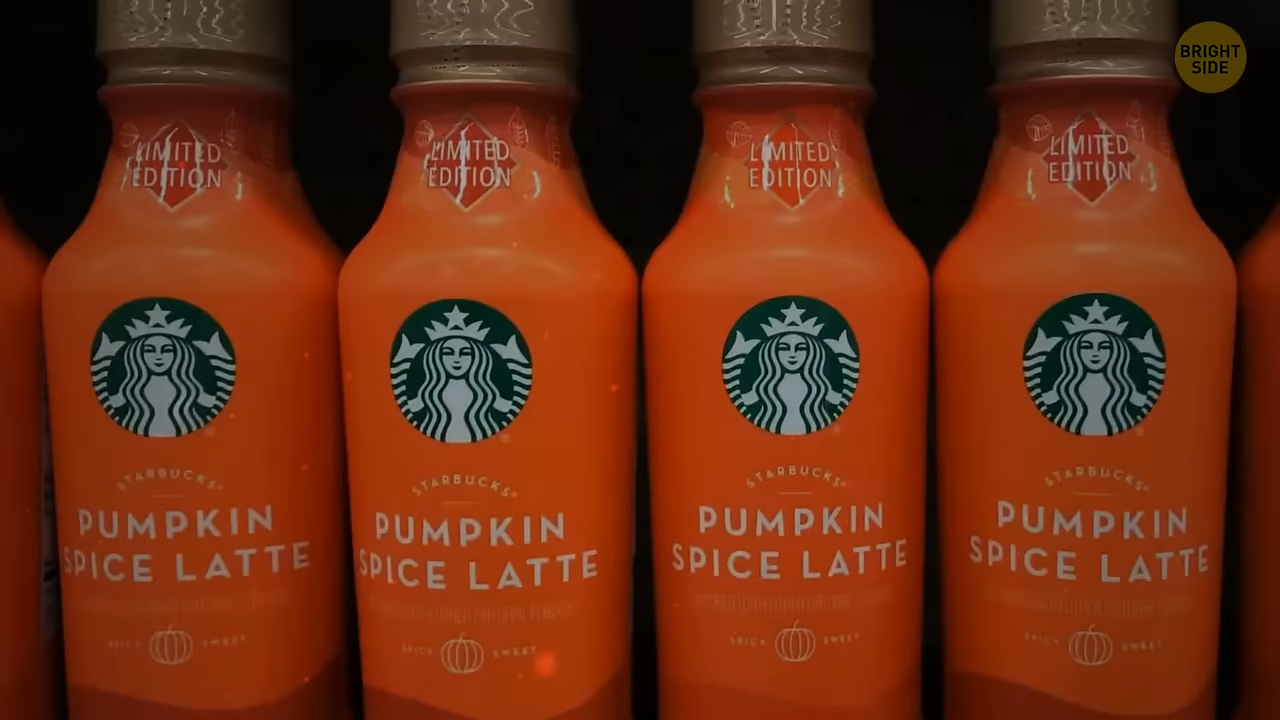 BRIGHT
SIDE
LIMITED
EDITION
STARBUCKS®
PUMPKIN
SPICE LATTE
SPICY SWEET
LIMITED
EDITION
STARBUCKS®
PUMPKIN
SPICE LATTE
SPICY SWEET
LIMITED
EDITION
STARBUCKS®
PUMPKIN
SPICE LATTE
SPICY SWEET
LIMITED
EDITION
STARBUCKS®
PUMPKIN
SPICE LATTE
SPICY SWEET